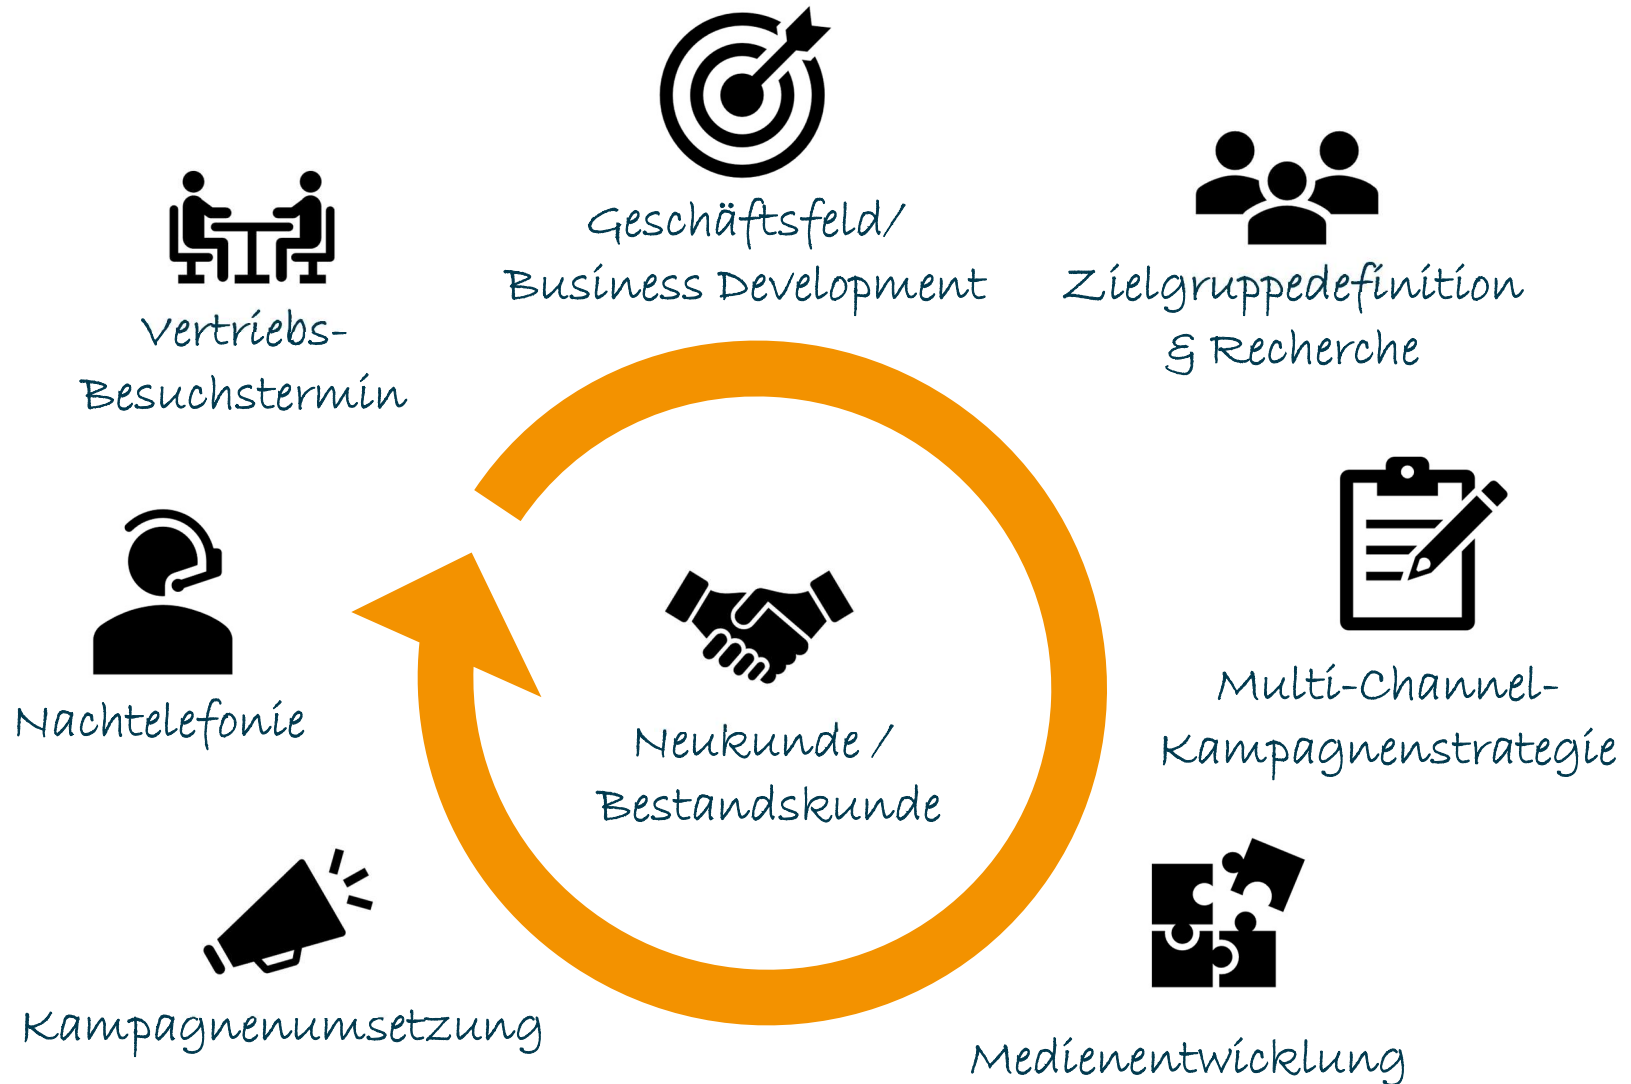 Geschäftsfeld/
Business Development
Zielgruppedefinition
& Recherche
Multi-Channel-
Kampagnenstrategie
Medienentwicklung
Kampagnenumsetzung
Nachtelefonie
Vertriebs-
Besuchstermin
Neukunde /
Bestandskunde